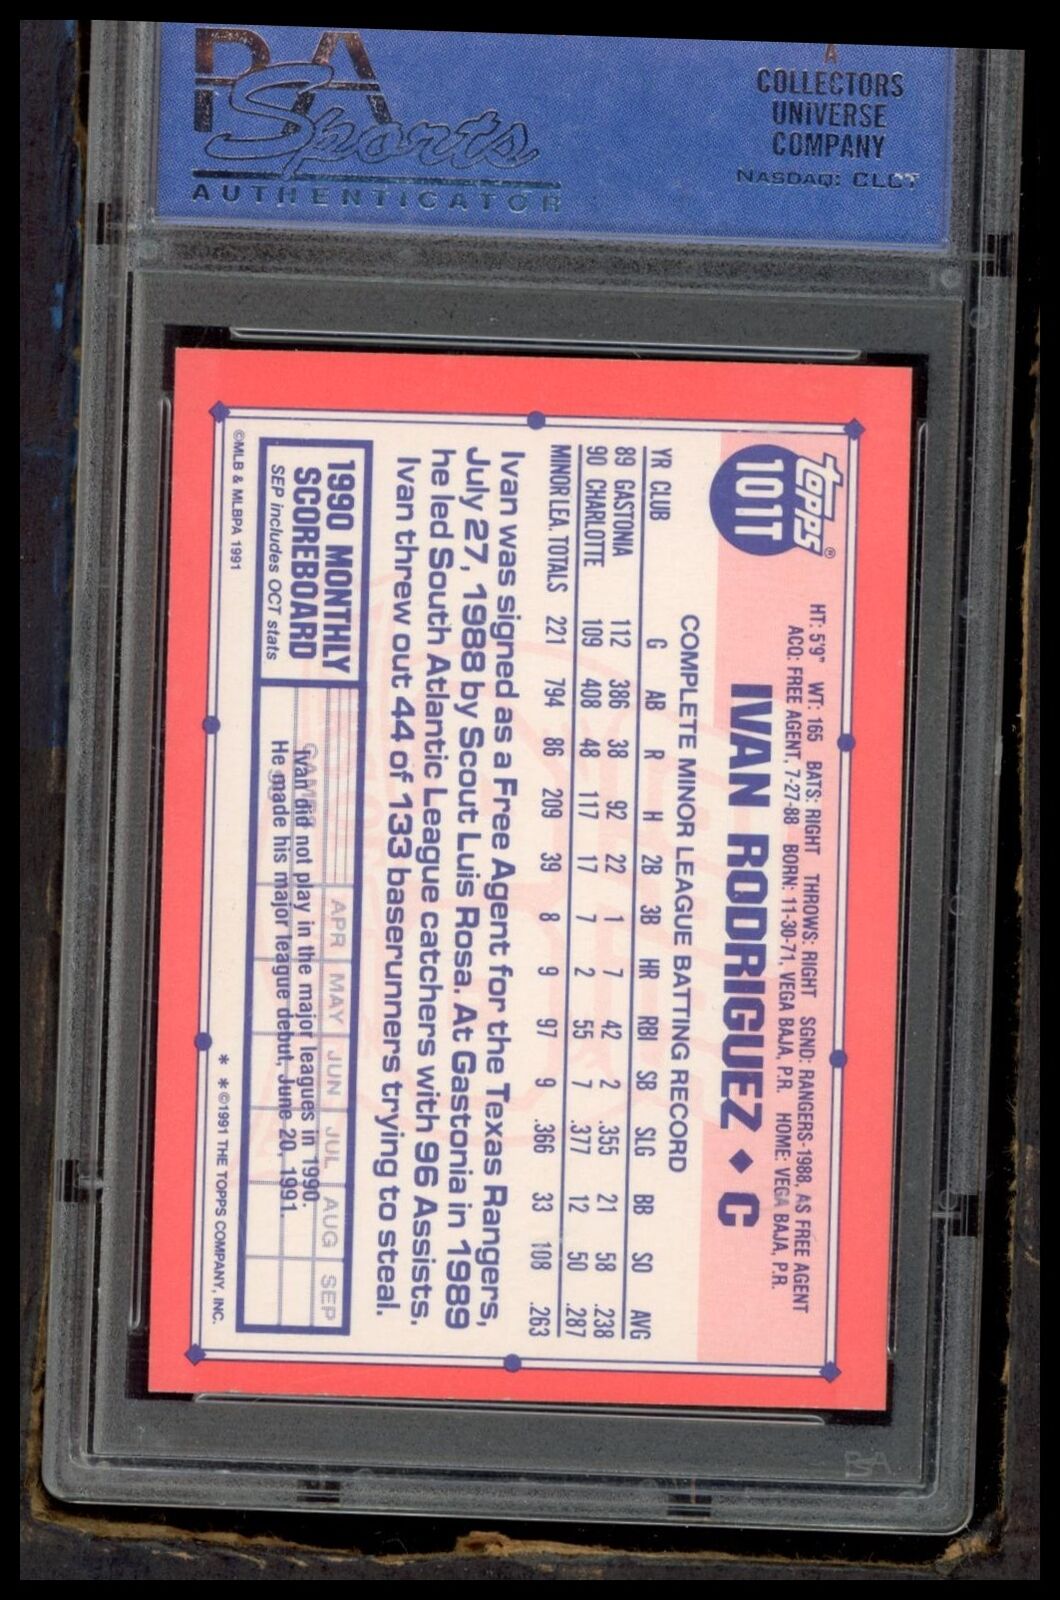 PSA
Sports
AUTHENTICATOR
A
COLLECTORS
UNIVERSE
COMPANY
NASDAQ: CLCT
topps®
101T
HT: 5'9" WT: 165 BATS: RIGHT THROWS: RIGHT SGND: RANGERS-1988, AS FREE AGENT
ACQ: FREE AGENT, 7-27-88 BORN: 11-30-71, VEGA BAJA, P.R. HOME: VEGA BAJA, P.R.
IVAN RODRIGUEZ ♦ C
COMPLETE MINOR LEAGUE BATTING RECORD
YR CLUB G AB R H 2B 3B HR RBI SB SLG BB SO AVG
89 GASTONIA 112 386 38 92 22 1 7 42 2 .355 21 58 .238
90 CHARLOTTE 109 408 48 117 17 7 2 55 7 .377 12 50 .287
MINOR LEA. TOTALS 221 794 86 209 39 8 9 97 9 .366 33 108 .263
Ivan was signed as a Free Agent for the Texas Rangers,
July 27, 1988 by Scout Luis Rosa. At Gastonia in 1989
he led South Atlantic League catchers with 96 Assists.
Ivan threw out 44 of 133 baserunners trying to steal.
1990 MONTHLY
SCOREBOARD
SEP includes OCT stats
APR MAY JUN JUL AUG SEP
GAMES
Ivan did not play in the major leagues in 1990.
He made his major league debut, June 20, 1991.
©MLB & MLBPA 1991
* * ©1991 THE TOPPS COMPANY, INC.
PSA